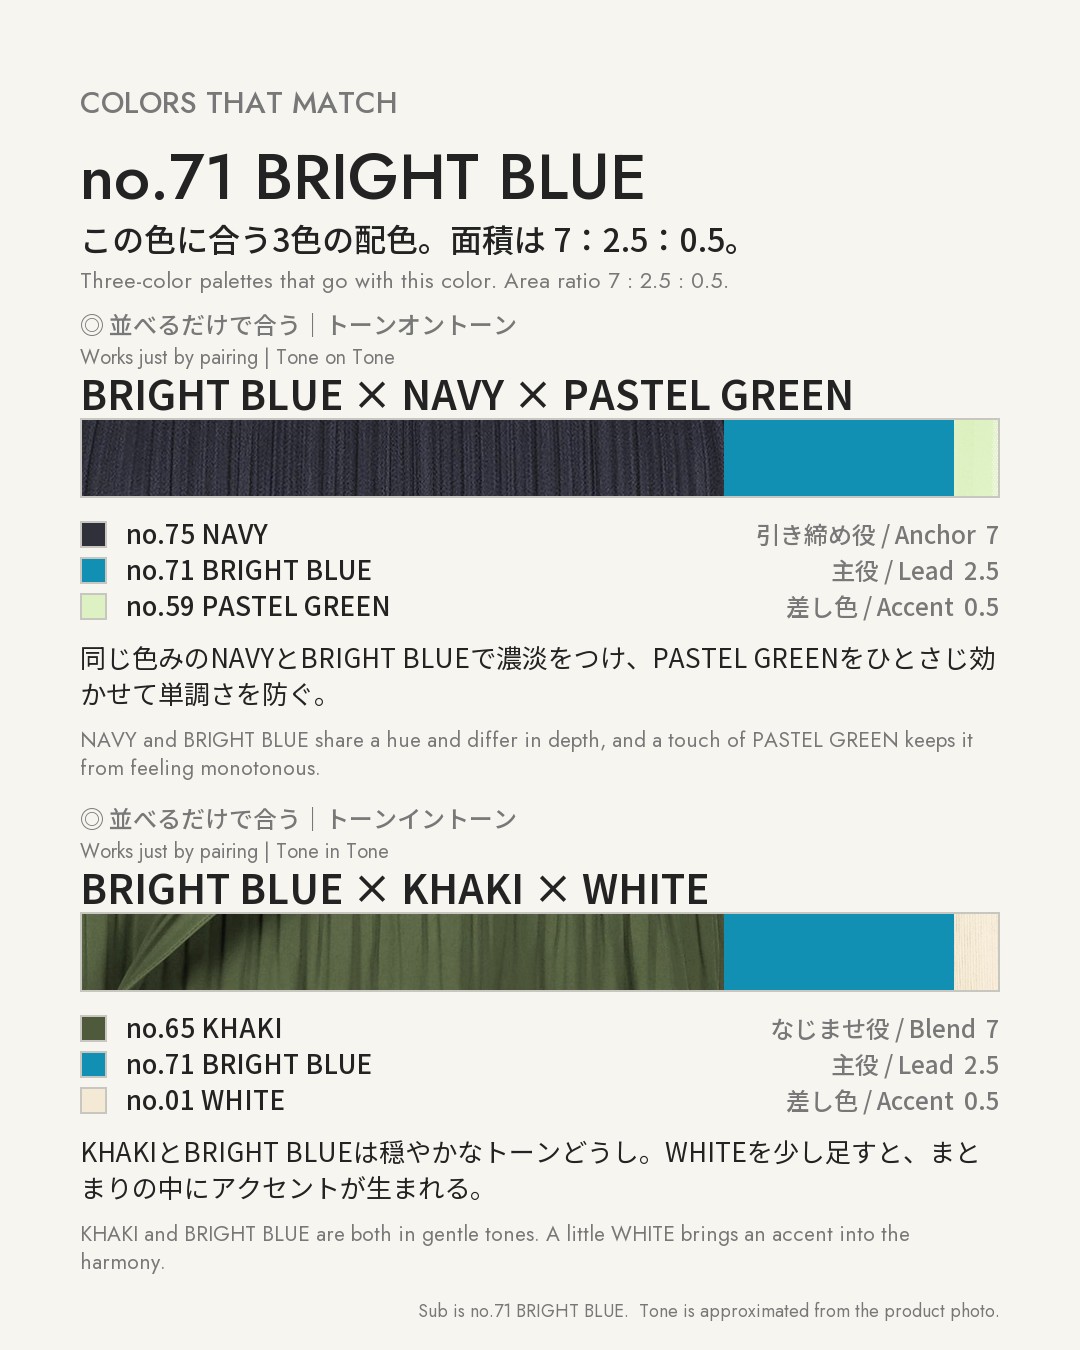 COLORS THAT MATCH
no.71 BRIGHT BLUE
この色に合う3色の配色。面積は 7：2.5：0.5。
Three-color palettes that go with this color. Area ratio 7 : 2.5 : 0.5.
◎ 並べるだけで合う｜トーンオントーン
Works just by pairing | Tone on Tone
BRIGHT BLUE × NAVY × PASTEL GREEN
no.75 NAVY 引き締め役 / Anchor 7
no.71 BRIGHT BLUE 主役 / Lead 2.5
no.59 PASTEL GREEN 差し色 / Accent 0.5
同じ色みのNAVYとBRIGHT BLUEで濃淡をつけ、PASTEL GREENをひとさじ効
かせて単調さを防ぐ。
NAVY and BRIGHT BLUE share a hue and differ in depth, and a touch of PASTEL GREEN keeps it
from feeling monotonous.
◎ 並べるだけで合う｜トーンイントーン
Works just by pairing | Tone in Tone
BRIGHT BLUE × KHAKI × WHITE
no.65 KHAKI なじませ役 / Blend 7
no.71 BRIGHT BLUE 主役 / Lead 2.5
no.01 WHITE 差し色 / Accent 0.5
KHAKIとBRIGHT BLUEは穏やかなトーンどうし。WHITEを少し足すと、まと
まりの中にアクセントが生まれる。
KHAKI and BRIGHT BLUE are both in gentle tones. A little WHITE brings an accent into the
harmony.
Sub is no.71 BRIGHT BLUE. Tone is approximated from the product photo.